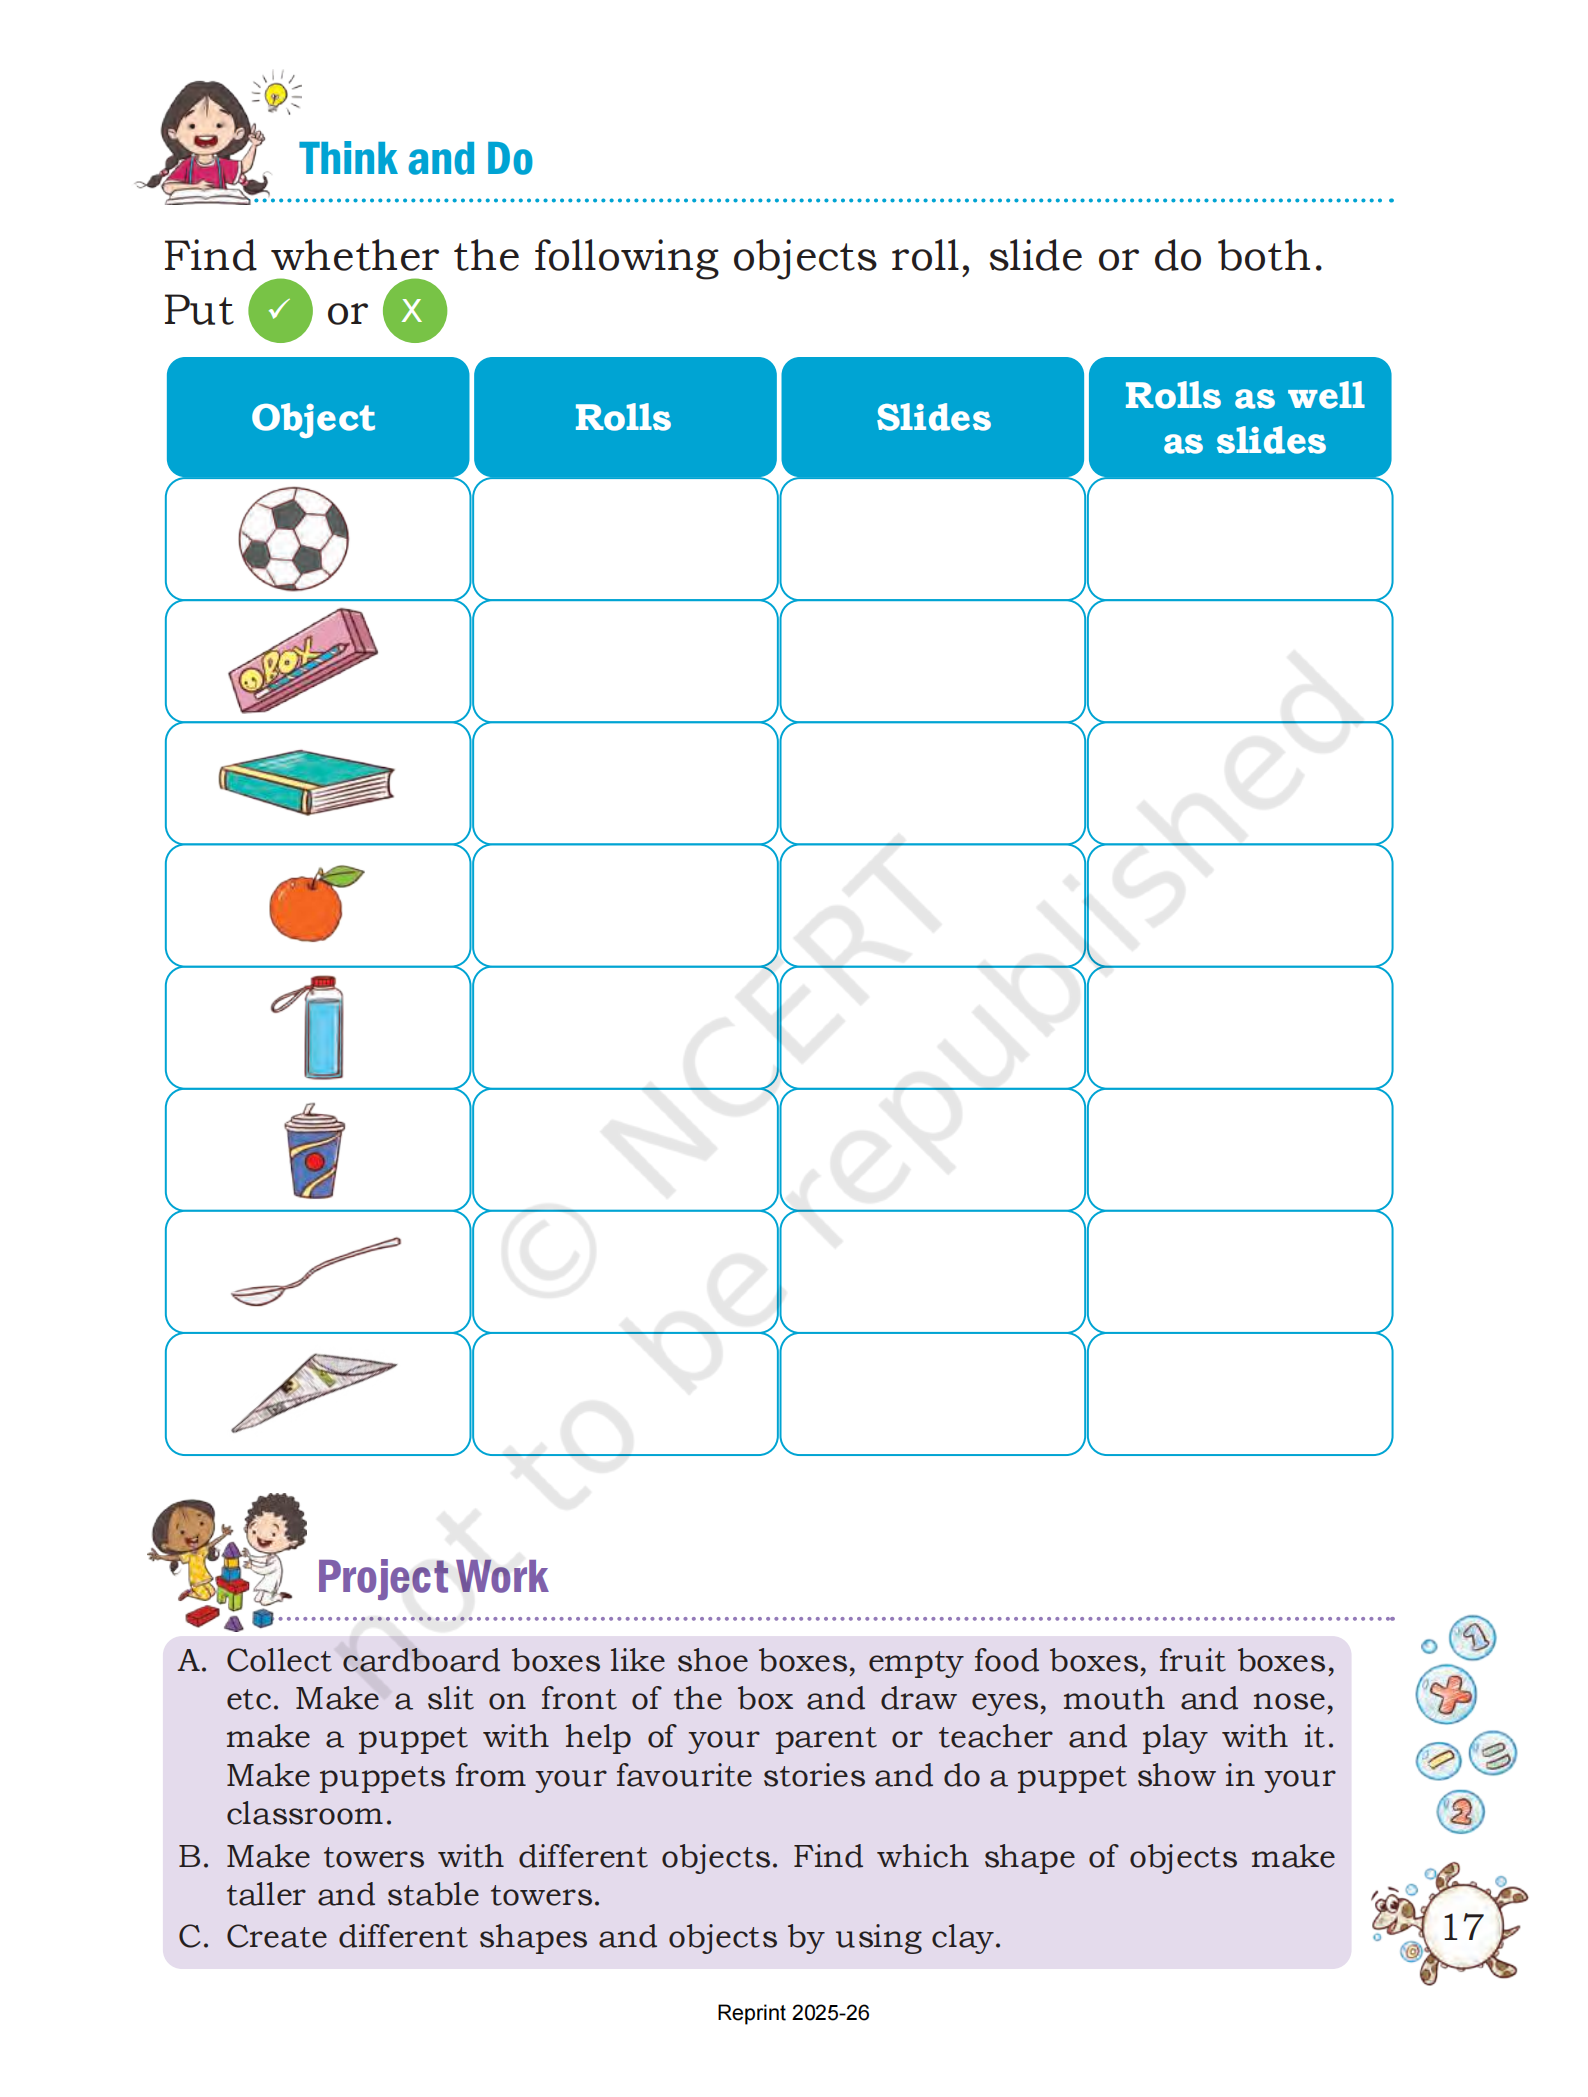 Think and Do
Find whether the following objects roll, slide or do both.
Put ✓ or X
Object Rolls Slides Rolls as well as slides
BOX
© NCERT
not to be republished
Project Work
A. Collect cardboard boxes like shoe boxes, empty food boxes, fruit boxes,
etc. Make a slit on front of the box and draw eyes, mouth and nose,
make a puppet with help of your parent or teacher and play with it.
Make puppets from your favourite stories and do a puppet show in your
classroom.
B. Make towers with different objects. Find which shape of objects make
taller and stable towers.
C. Create different shapes and objects by using clay.
1
+
−
=
2
17
Reprint 2025-26